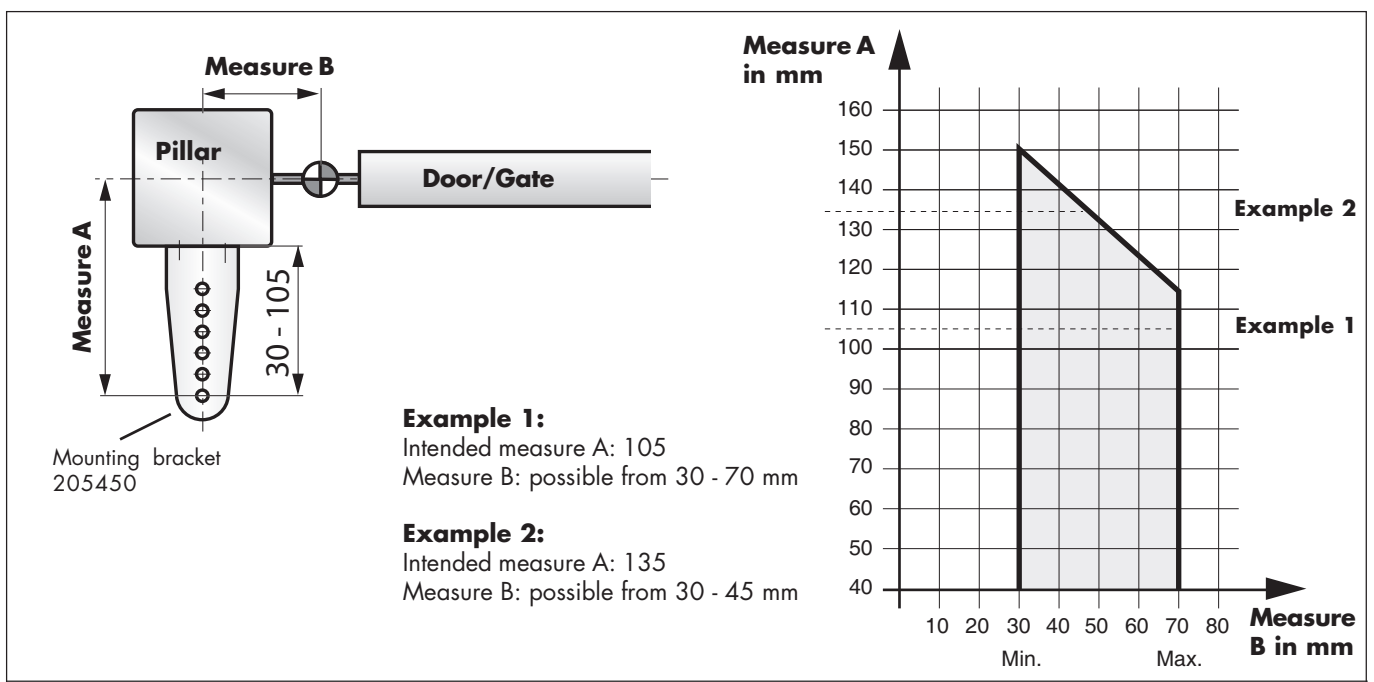 Measure B
Pillar
Door/Gate
Measure A
30 - 105
Mounting bracket
205450
Example 1:
Intended measure A: 105
Measure B: possible from 30 - 70 mm
Example 2:
Intended measure A: 135
Measure B: possible from 30 - 45 mm
Measure A
in mm
160
150
140
130
120
110
100
90
80
70
60
50
40
Example 2
Example 1
10 20 30 40 50 60 70 80
Min. Max.
Measure
B in mm